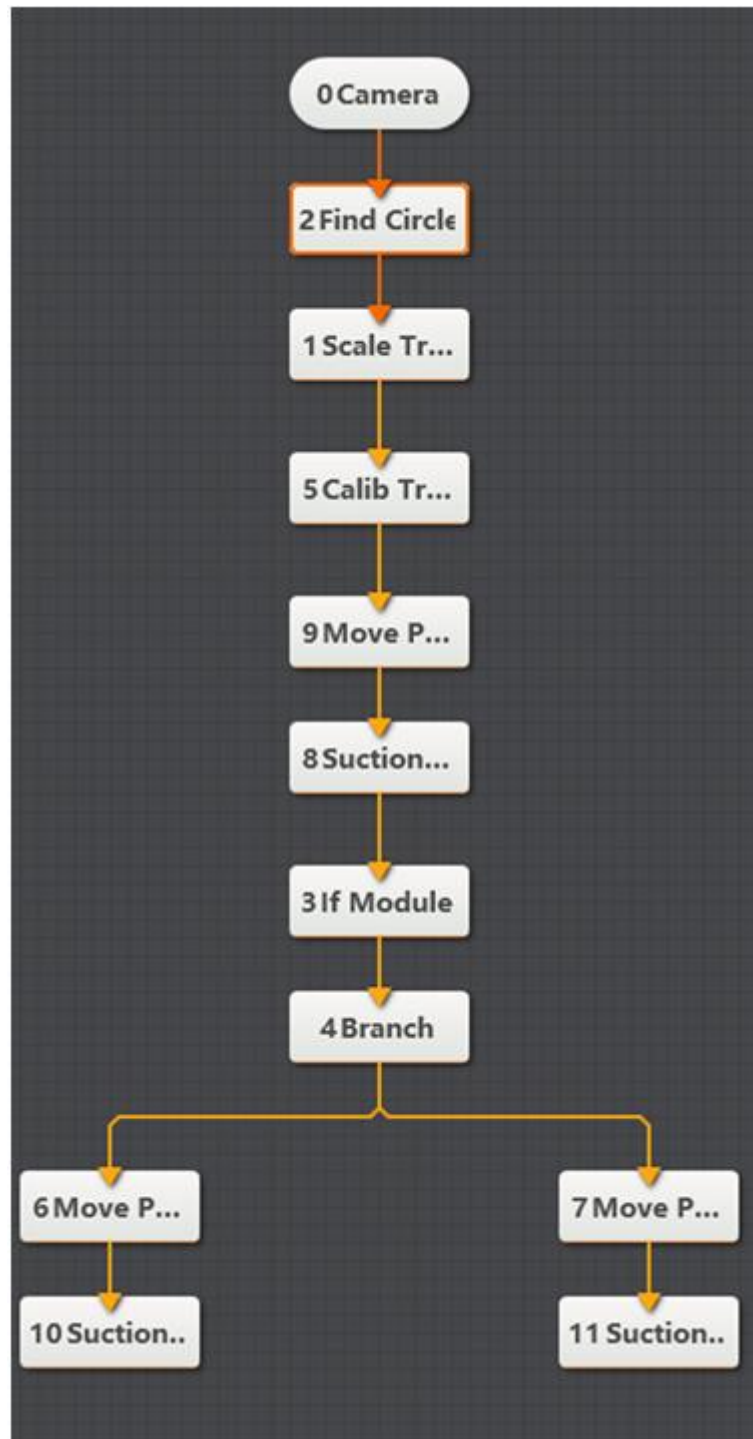 0 Camera
2 Find Circle
1 Scale Tr...
5 Calib Tr...
9 Move P...
8 Suction...
3 If Module
4 Branch
6 Move P...
7 Move P...
10 Suction..
11 Suction..